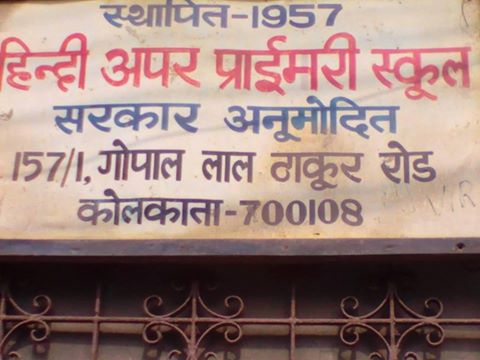 स्थापित-1957
हिन्दी अपर प्राईमरी स्कूल
सरकार अनूमोदित
157/1, गोपाल लाल ठाकुर रोड
कोलकाता-700108